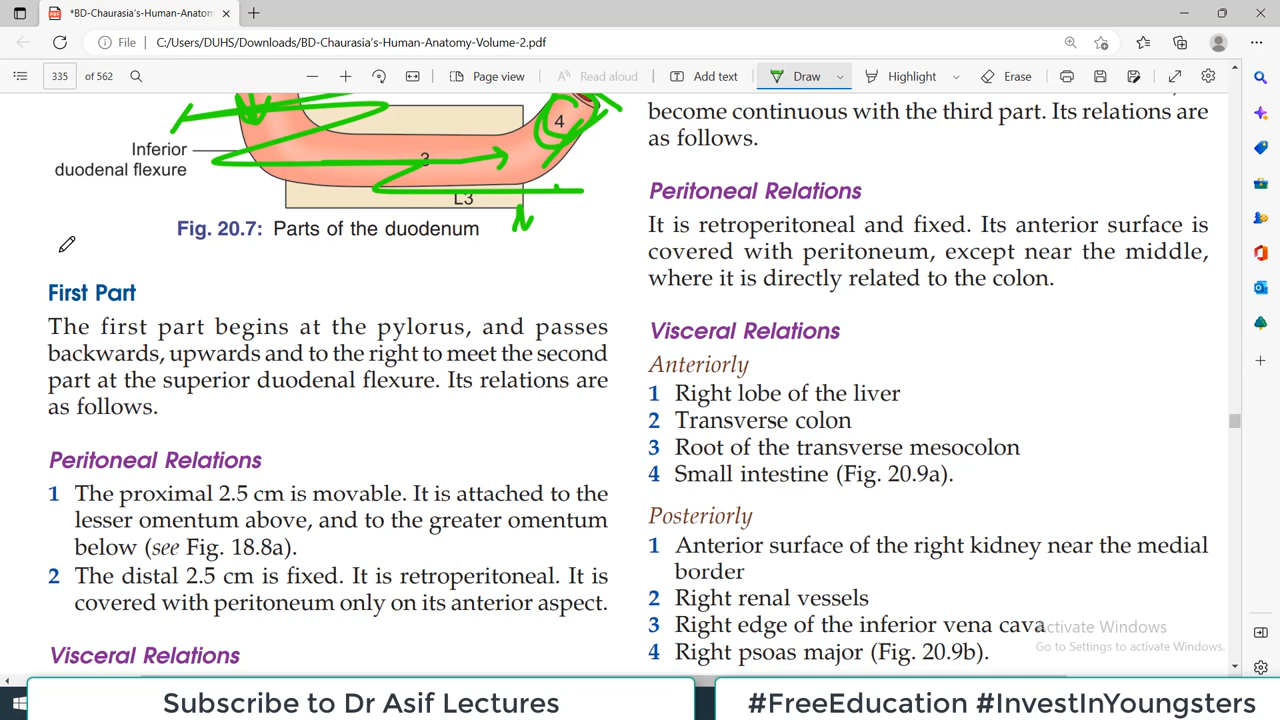 *BD-Chaurasia's-Human-Anatom
File
C:/Users/DUHS/Downloads/BD-Chaurasia's-Human-Anatomy-Volume-2.pdf
335
of 562
Page view
Read aloud
Add text
Draw
Highlight
Erase
4
Inferior
duodenal flexure
3
L3
N
Fig. 20.7: Parts of the duodenum
First Part
The first part begins at the pylorus, and passes
backwards, upwards and to the right to meet the second
part at the superior duodenal flexure. Its relations are
as follows.
Peritoneal Relations
1 The proximal 2.5 cm is movable. It is attached to the
lesser omentum above, and to the greater omentum
below (see Fig. 18.8a).
2 The distal 2.5 cm is fixed. It is retroperitoneal. It is
covered with peritoneum only on its anterior aspect.
Visceral Relations
become continuous with the third part. Its relations are
as follows.
Peritoneal Relations
It is retroperitoneal and fixed. Its anterior surface is
covered with peritoneum, except near the middle,
where it is directly related to the colon.
Visceral Relations
Anteriorly
1 Right lobe of the liver
2 Transverse colon
3 Root of the transverse mesocolon
4 Small intestine (Fig. 20.9a).
Posteriorly
1 Anterior surface of the right kidney near the medial
border
2 Right renal vessels
3 Right edge of the inferior vena cava
4 Right psoas major (Fig. 20.9b).
Activate Windows
Go to Settings to activate Windows.
Subscribe to Dr Asif Lectures
#FreeEducation #InvestInYoungsters